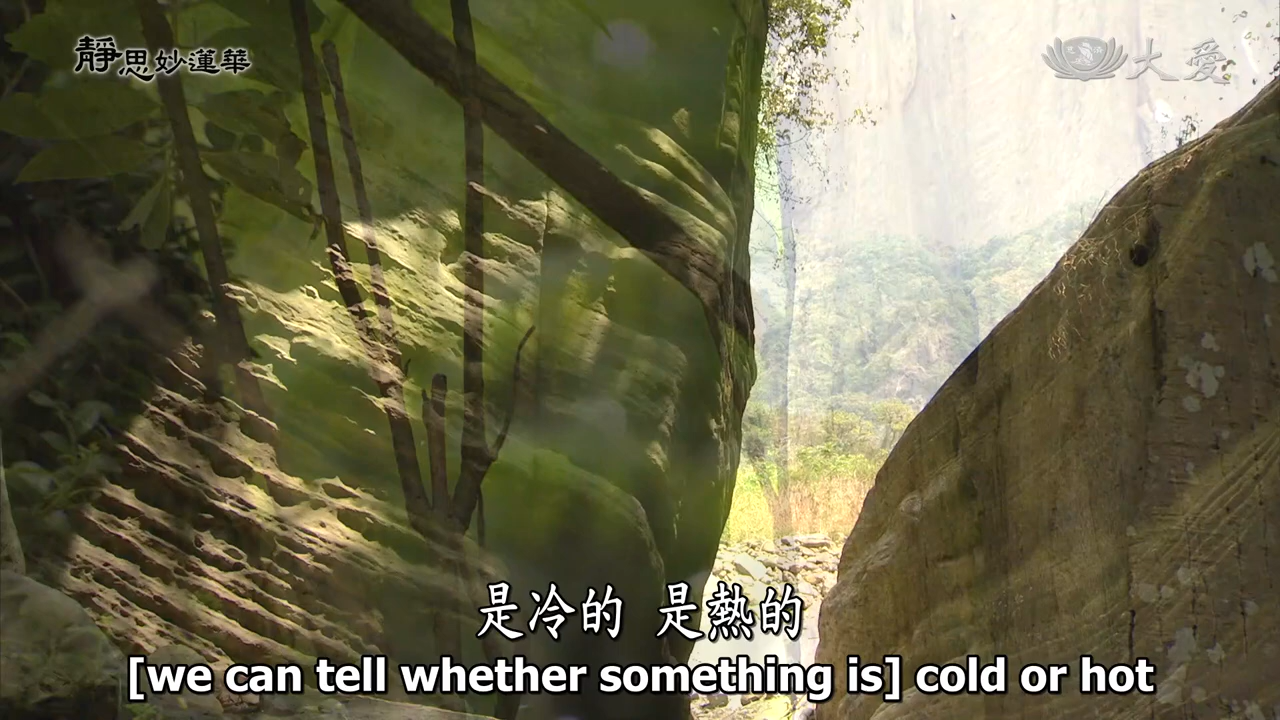 靜思妙蓮華
大愛
是冷的 是熱的
[we can tell whether something is] cold or hot